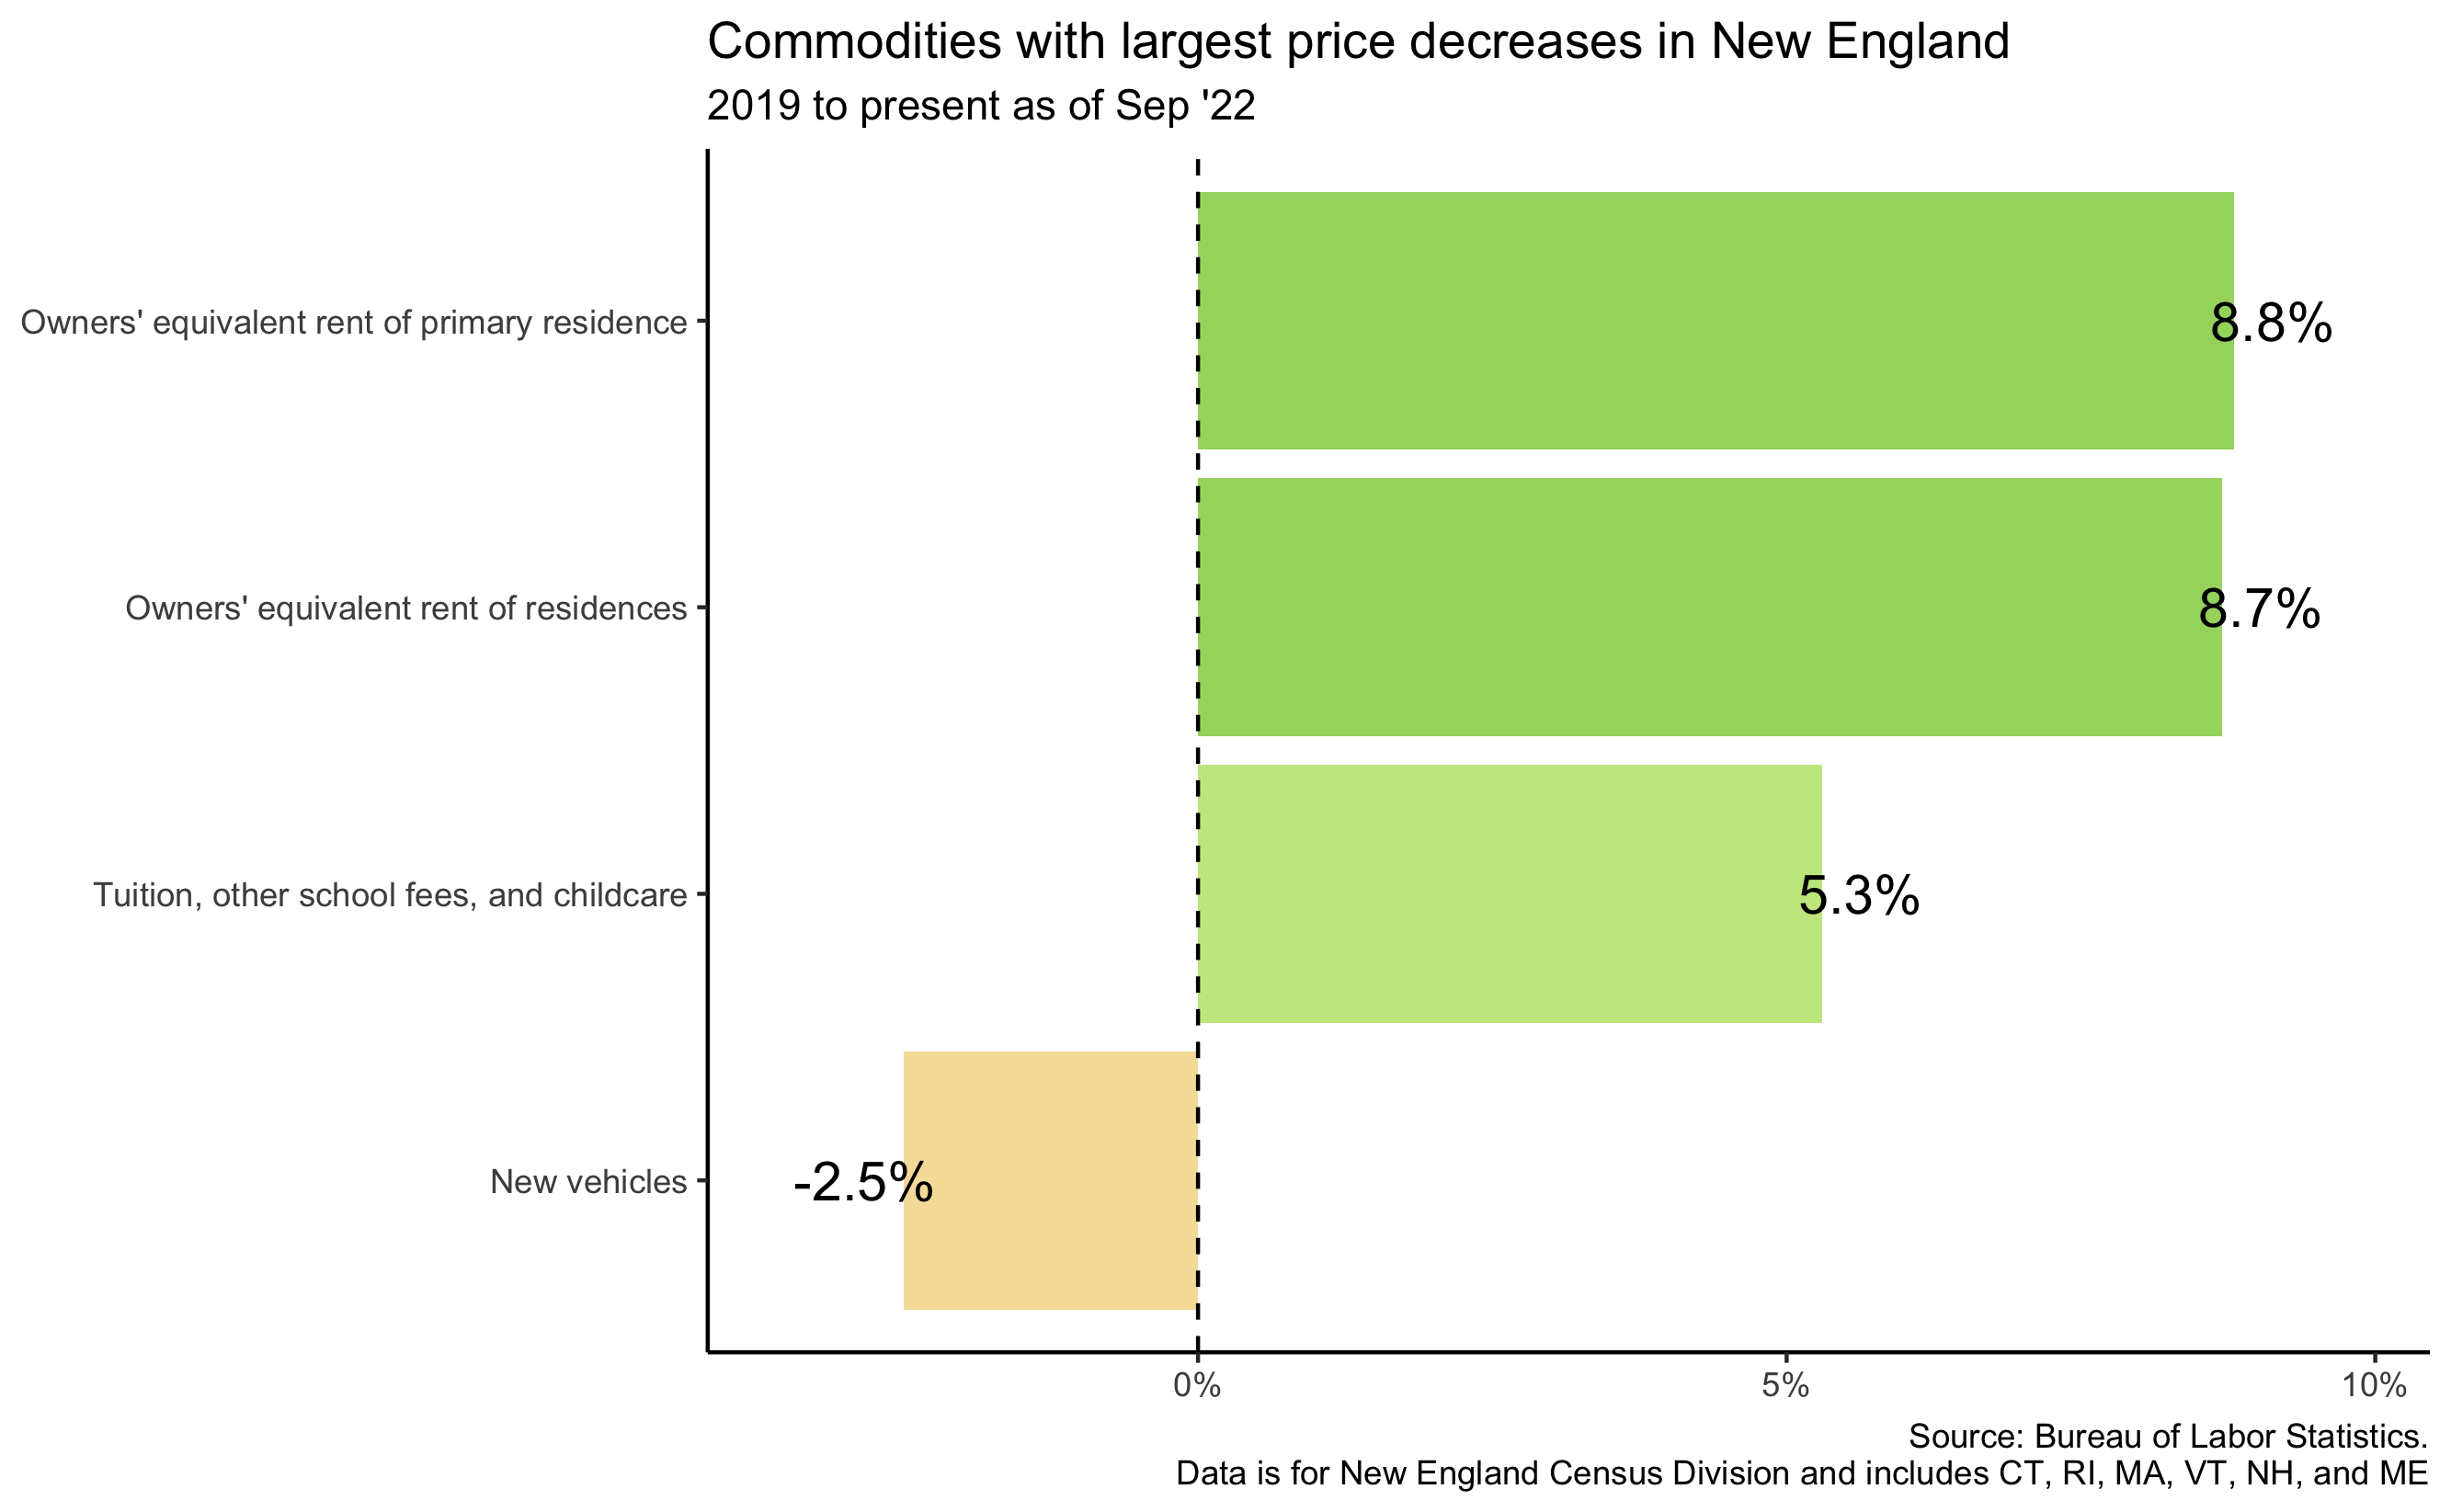 Commodities with largest price decreases in New England
2019 to present as of Sep '22
Owners' equivalent rent of primary residence
8.8%
Owners' equivalent rent of residences
8.7%
Tuition, other school fees, and childcare
5.3%
New vehicles
-2.5%
0%
5%
10%
Source: Bureau of Labor Statistics.
Data is for New England Census Division and includes CT, RI, MA, VT, NH, and ME